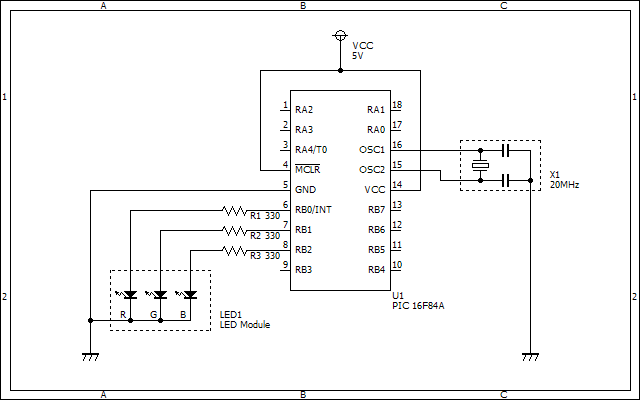 A B C
VCC
5V
1 1
1 RA2 RA1 18
2 RA3 RA0 17
3 RA4/T0 OSC1 16
4 MCLR OSC2 15
X1
20MHz
5 GND VCC 14
6 RB0/INT RB7 13
R1 330
7 RB1 RB6 12
R2 330
8 RB2 RB5 11
R3 330
9 RB3 RB4 10
U1
PIC 16F84A
2 2
R G B
LED1
LED Module
A B C